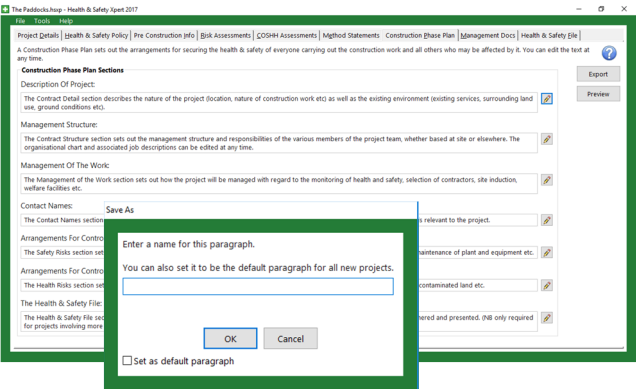 The Paddocks.hsxp - Health & Safety Xpert 2017
File Tools Help
Project Details Health & Safety Policy Pre Construction Info Risk Assessments COSHH Assessments Method Statements Construction Phase Plan Management Docs Health & Safety File
A Construction Phase Plan sets out the arrangements for securing the health & safety of everyone carrying out the construction work and all others who may be affected by it. You can edit the text at
any time.
Construction Phase Plan Sections
Export
Preview
Description Of Project:
The Contract Detail section describes the nature of the project (location, nature of construction work etc) as well as the existing environment (existing services, surrounding land
use, ground conditions etc).
Management Structure:
The Contract Structure section sets out the management structure and responsibilities of the various members of the project team, whether based at site or elsewhere. The
organisational chart and associated job descriptions can be edited at any time.
Management Of The Work:
The Management of the Work section sets out how the project will be managed with regard to the monitoring of health and safety, selection of contractors, site induction,
welfare facilities etc.
Contact Names:
The Contact Names section s relevant to the project.
Arrangements For Contro
The Safety Risks section set naintenance of plant and equipment etc.
Arrangements For Contro
The Health Risks section set contaminated land etc.
The Health & Safety File:
The Health & Safety File sec hered and presented. (NB only required
for projects involving more
Save As
Enter a name for this paragraph.
You can also set it to be the default paragraph for all new projects.
OK Cancel
Set as default paragraph